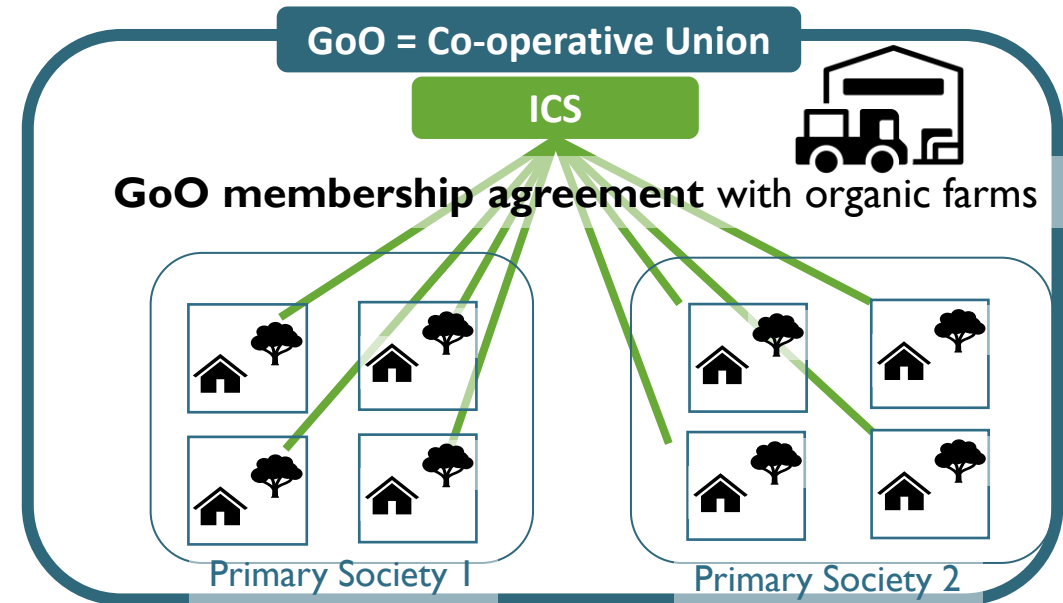 GoO = Co-operative Union
ICS
GoO membership agreement with organic farms
Primary Society 1
Primary Society 2